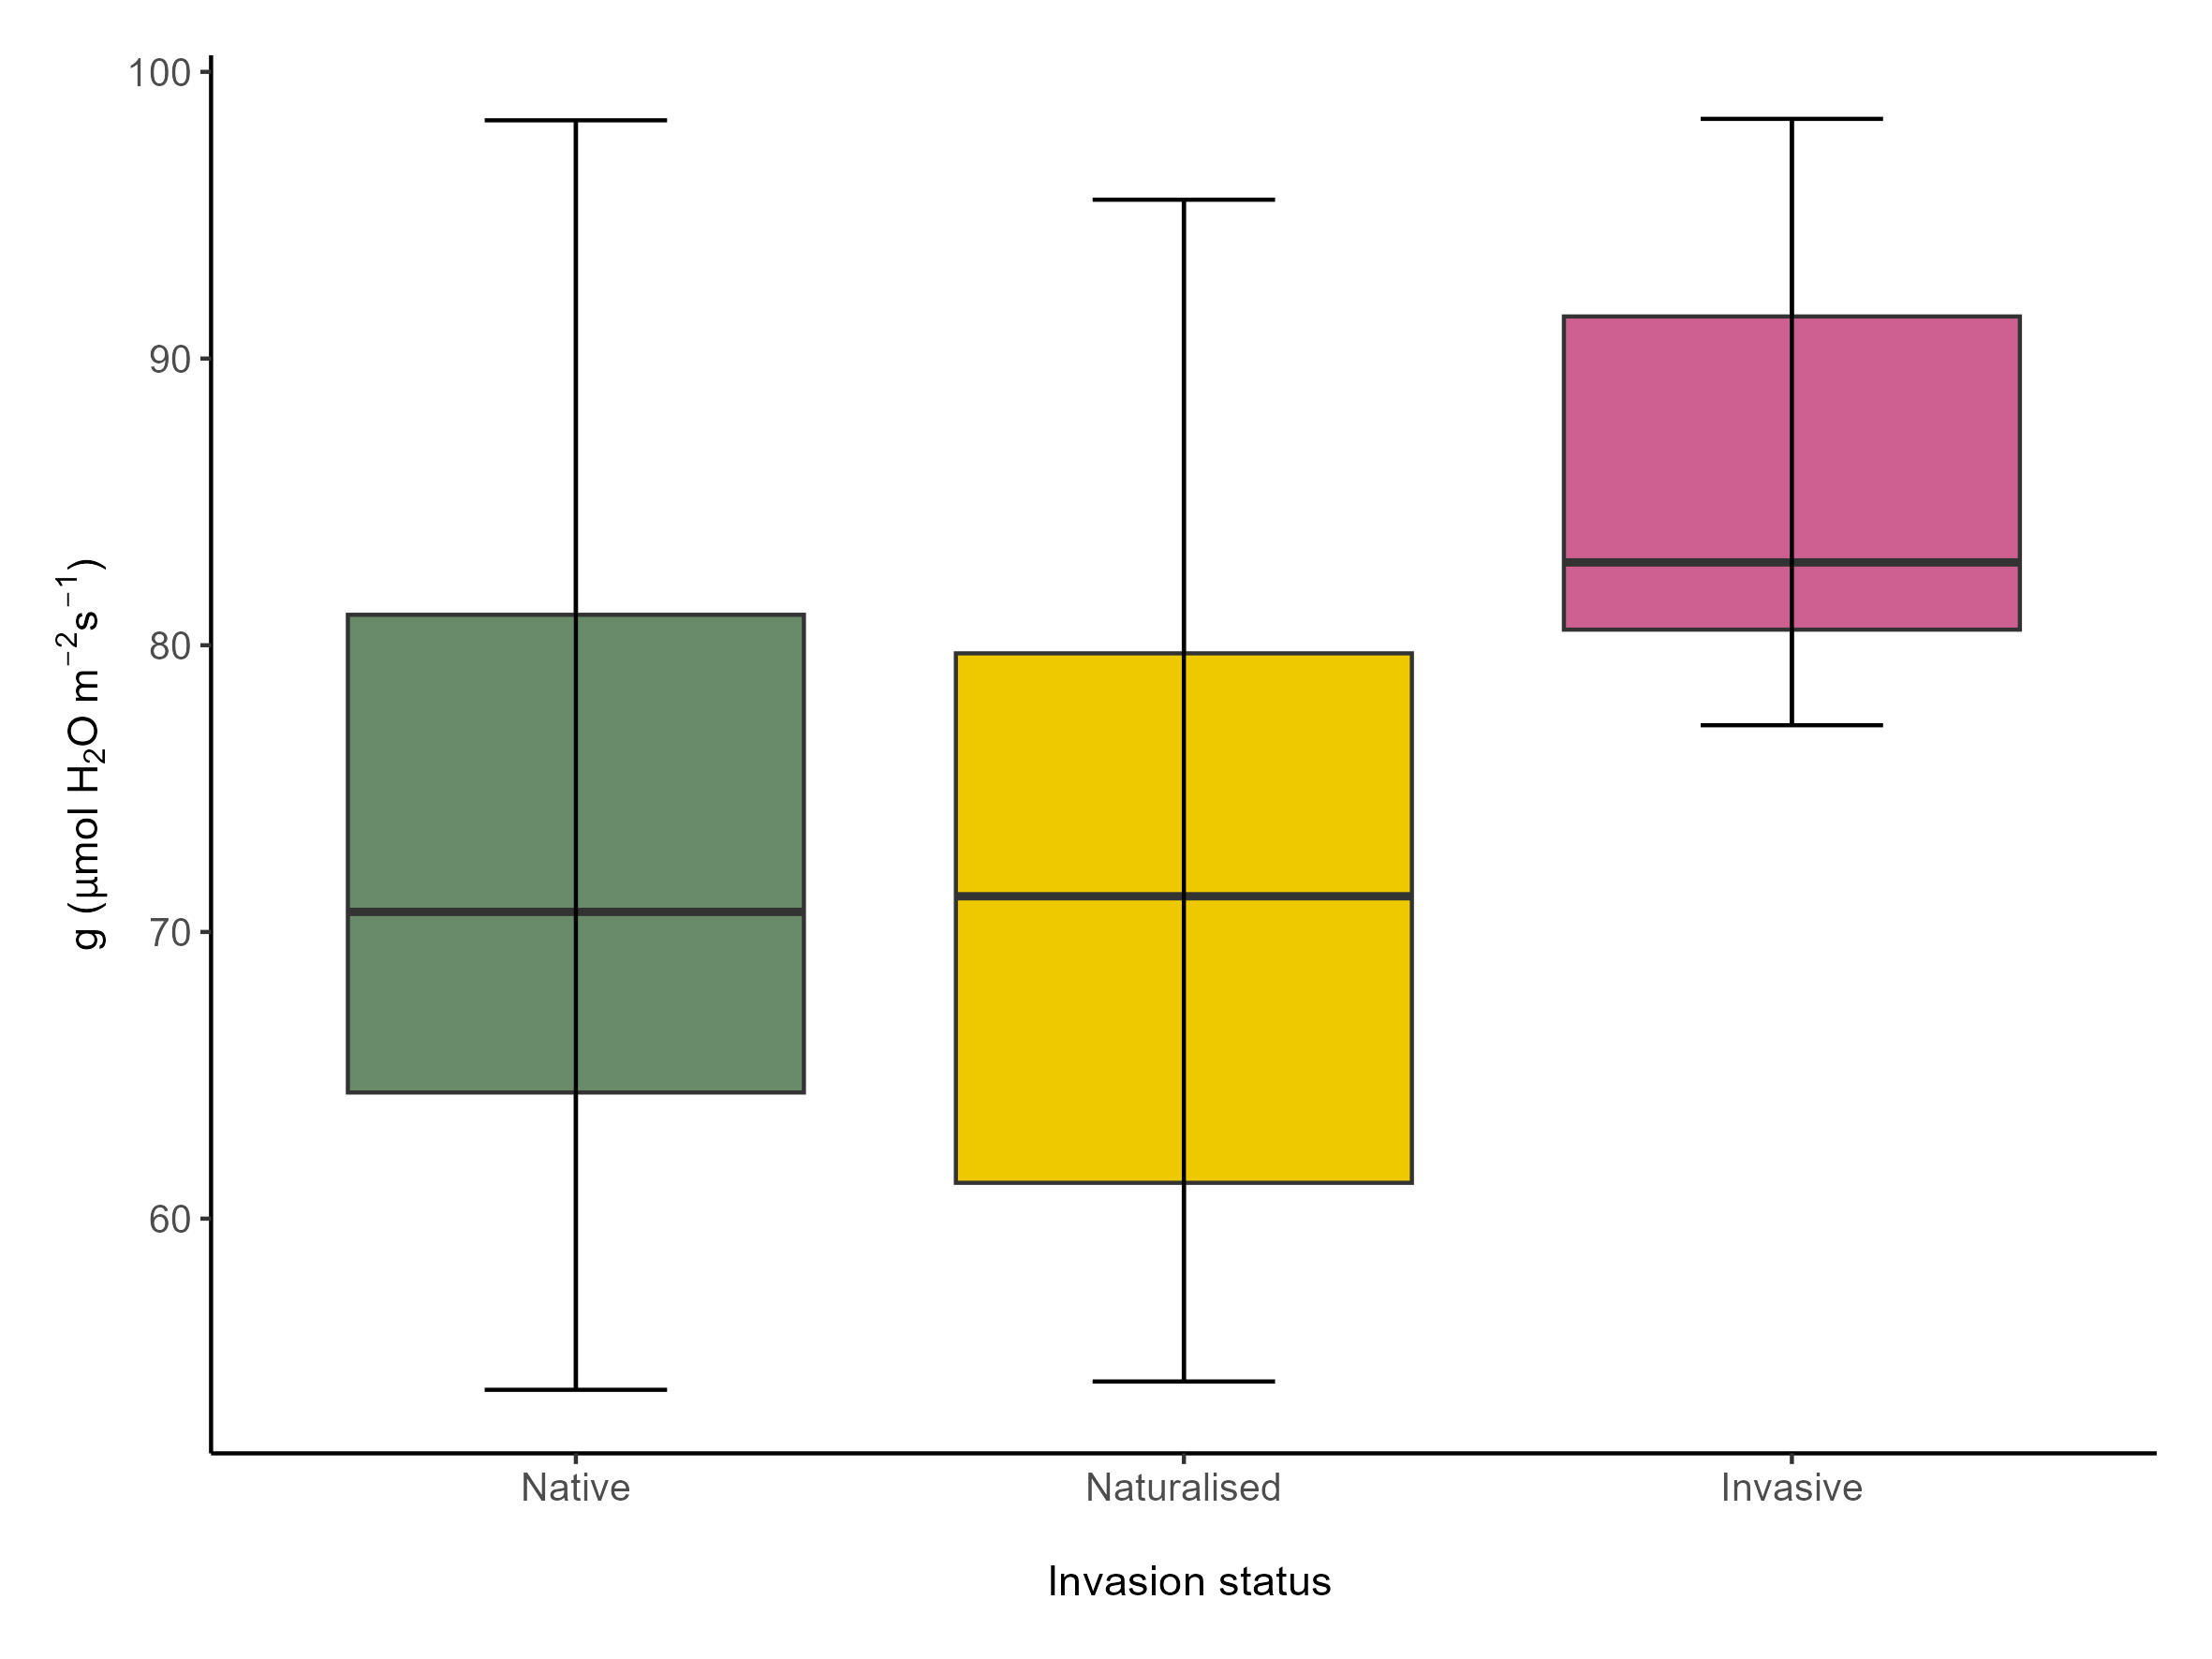 100
90
80
70
60
g (µmol H₂O m⁻²s⁻¹)
Native Naturalised Invasive
Invasion status